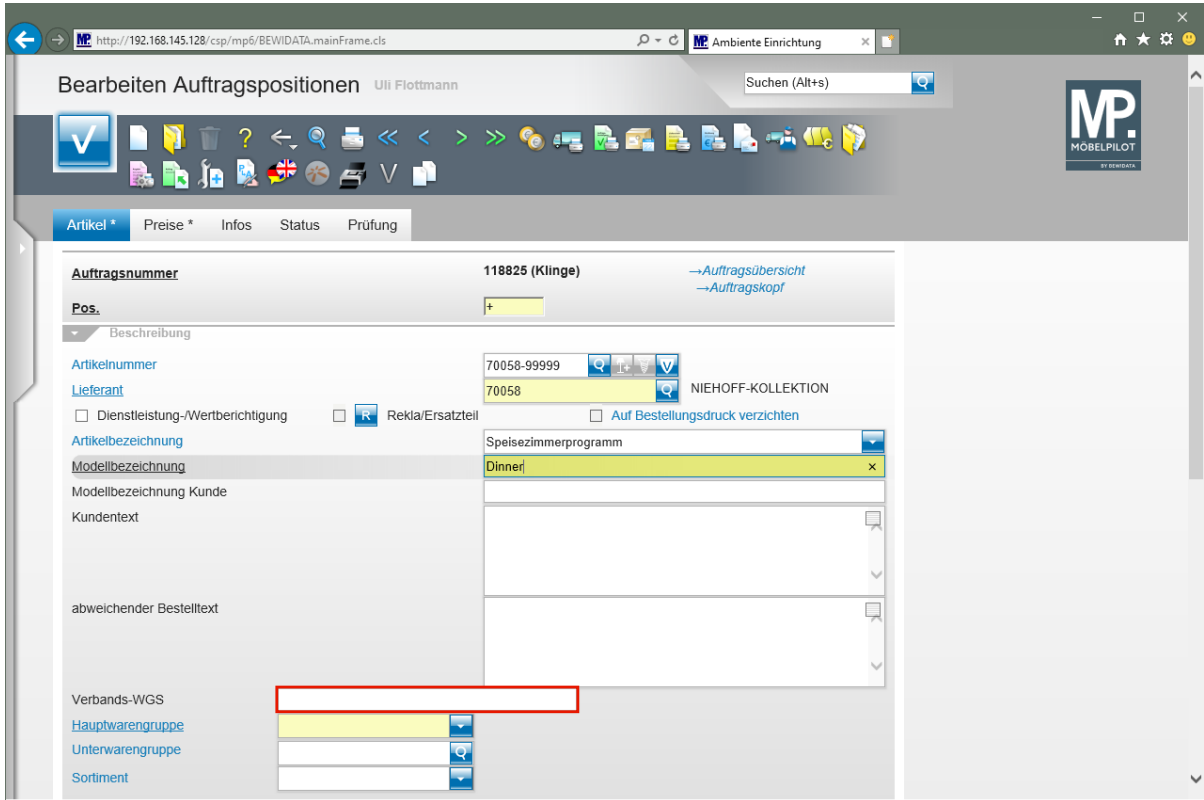 http://192.168.145.128/csp/mp6/BEWIDATA.mainFrame.cls
MP. Ambiente Einrichtung
Bearbeiten Auftragspositionen Uli Flottmann
Suchen (Alt+s)
MP.
MÖBELPILOT
BY BEWIDATA
Artikel * Preise * Infos Status Prüfung
Auftragsnummer 118825 (Klinge) →Auftragsübersicht
→Auftragskopf
Pos. +
Beschreibung
Artikelnummer 70058-99999
Lieferant 70058 NIEHOFF-KOLLEKTION
Dienstleistung-/Wertberichtigung R Rekla/Ersatzteil Auf Bestellungsdruck verzichten
Artikelbezeichnung Speisezimmerprogramm
Modellbezeichnung Dinner
Modellbezeichnung Kunde
Kundentext
abweichender Bestelltext
Verbands-WGS
Hauptwarengruppe
Unterwarengruppe
Sortiment